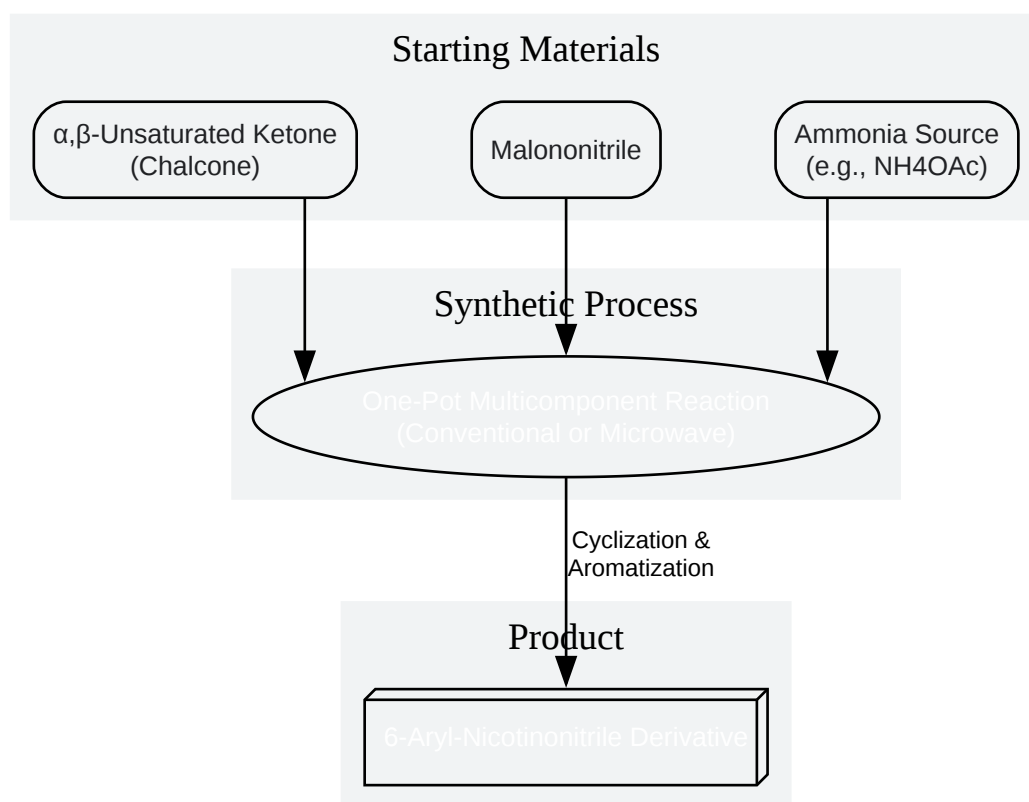 Starting Materials
α,β-Unsaturated Ketone
(Chalcone)
Malononitrile
Ammonia Source
(e.g., NH4OAc)
Synthetic Process
One-Pot Multicomponent Reaction
(Conventional or Microwave)
Cyclization &
Aromatization
Product
6-Aryl-Nicotinonitrile Derivative